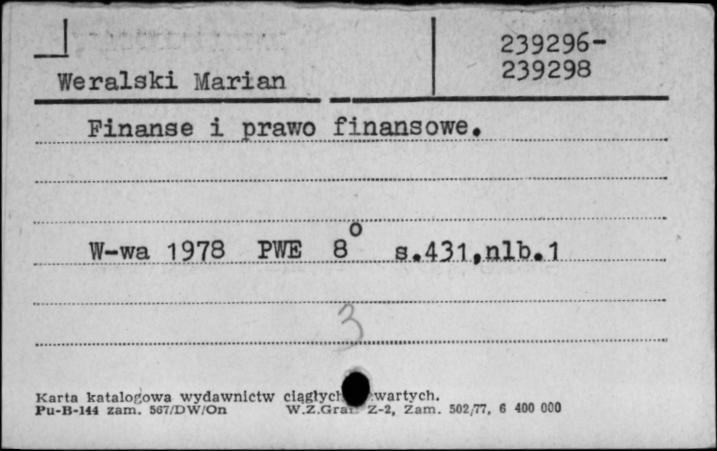 239296-
239298
Weralski Marian
Finanse i prawo finansowe.
W-wa 1978 PWE 8° s.431,nlb.1
3
Karta katalogowa wydawnictw ciągłych wartych.
Pu-B-144 zam. 567/DW/On W.Z.Graf. Z-2, Zam. 502/77, 6 400 000